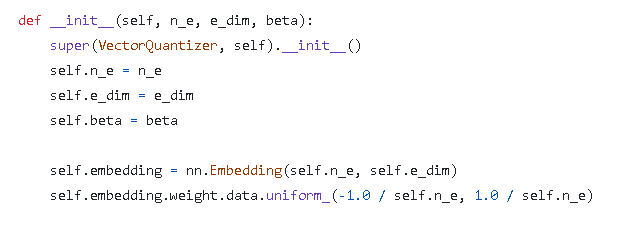 def __init__(self, n_e, e_dim, beta):
    super(VectorQuantizer, self).__init__()
    self.n_e = n_e
    self.e_dim = e_dim
    self.beta = beta

    self.embedding = nn.Embedding(self.n_e, self.e_dim)
    self.embedding.weight.data.uniform_(-1.0 / self.n_e, 1.0 / self.n_e)